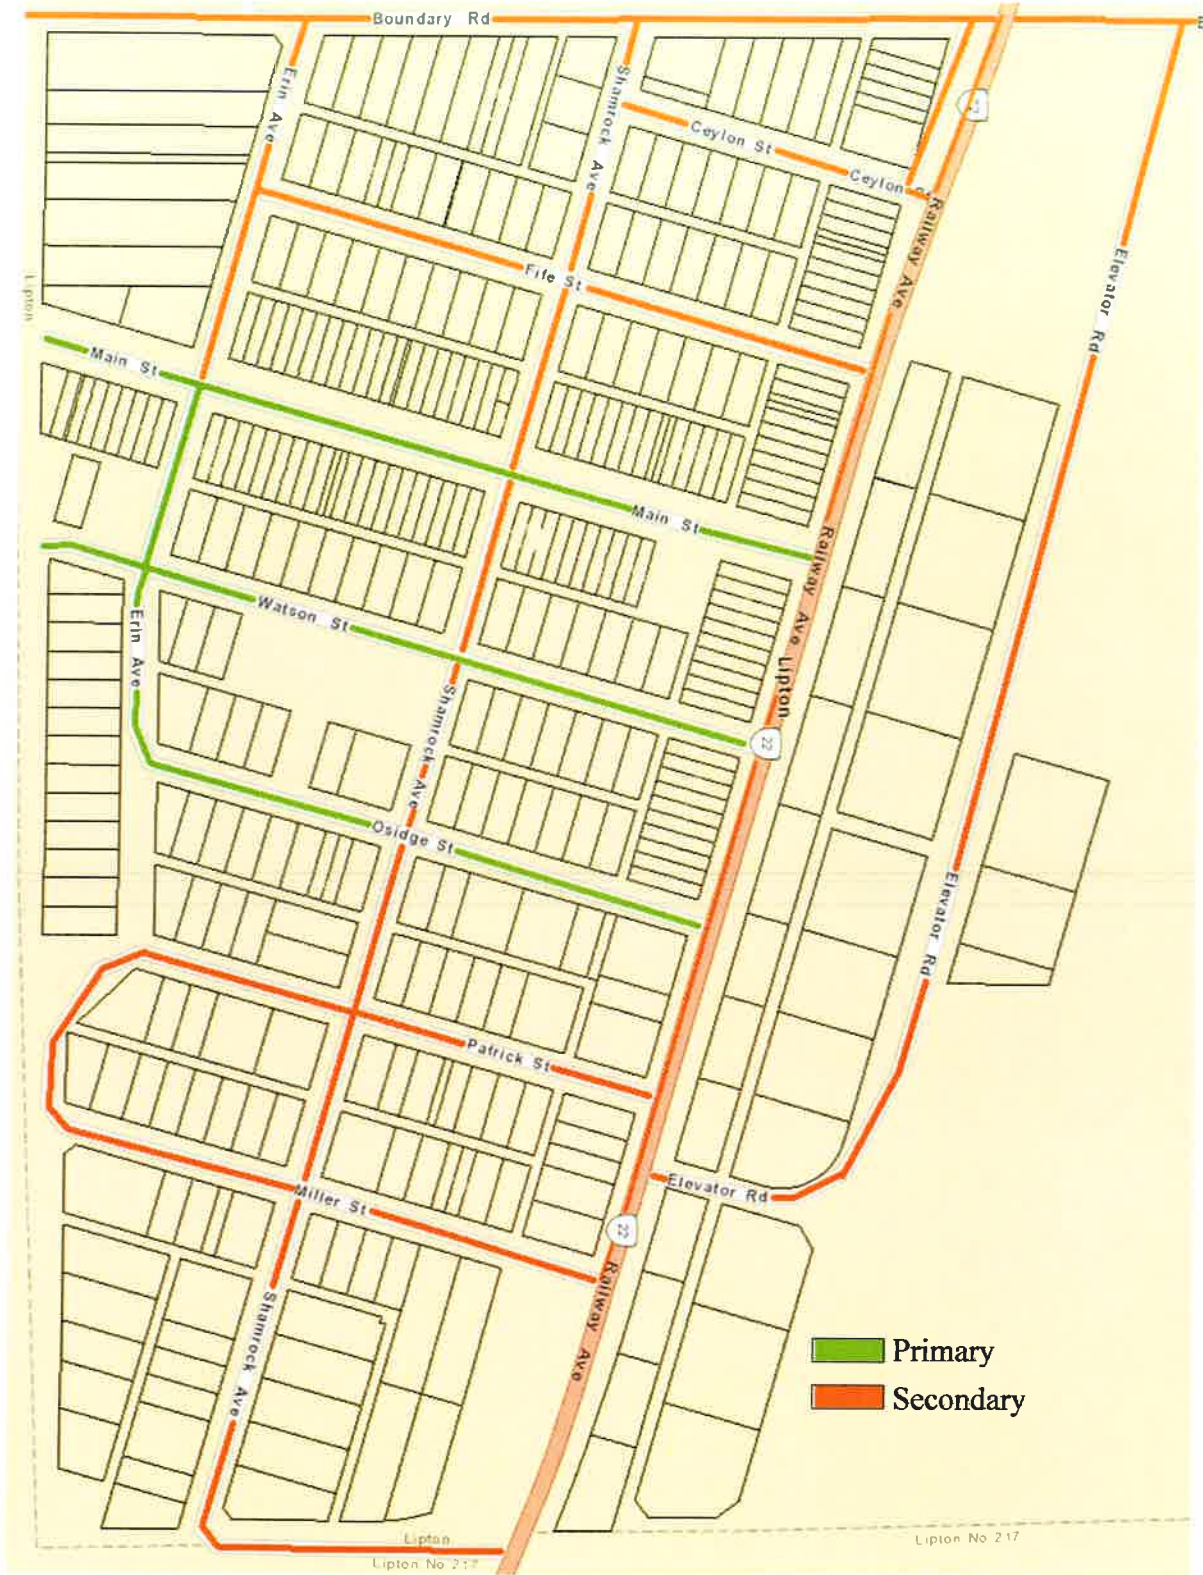 Boundary Rd
Erin Ave
Shamrock Ave
Ceylon St
Ceylon
22
Railway Ave
Fife St
Elevator Rd
Lipton
Main St
Main St
Railway Ave
Watson St
Erin Ave
Lipton
22
Shamrock Ave
Osidge St
Elevator Rd
Patrick St
Elevator Rd
Miller St
22
Railway Ave
Shamrock Ave
Primary
Secondary
Lipton
Lipton No 217
Lipton No 217